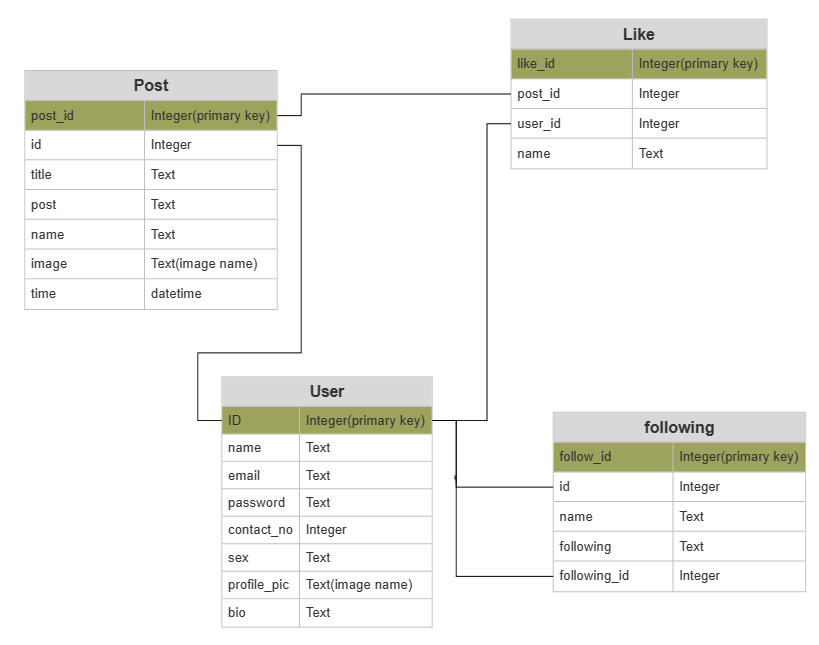 Post
post_id Integer(primary key)
id Integer
title Text
post Text
name Text
image Text(image name)
time datetime
Like
like_id Integer(primary key)
post_id Integer
user_id Integer
name Text
User
ID Integer(primary key)
name Text
email Text
password Text
contact_no Integer
sex Text
profile_pic Text(image name)
bio Text
following
follow_id Integer(primary key)
id Integer
name Text
following Text
following_id Integer